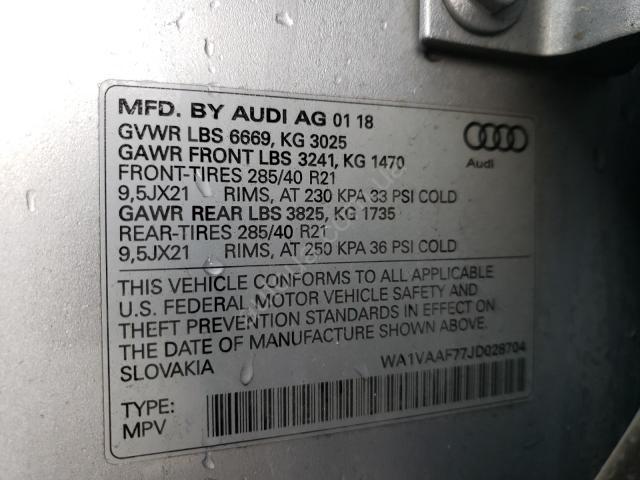 MFD. BY AUDI AG 01 18
GVWR LBS 6669, KG 3025
GAWR FRONT LBS 3241, KG 1470
FRONT-TIRES 285/40 R21
9,5JX21 RIMS, AT 230 KPA 33 PSI COLD
GAWR REAR LBS 3825, KG 1735
REAR-TIRES 285/40 R21
9,5JX21 RIMS, AT 250 KPA 36 PSI COLD
Audi
THIS VEHICLE CONFORMS TO ALL APPLICABLE
U.S. FEDERAL MOTOR VEHICLE SAFETY AND
THEFT PREVENTION STANDARDS IN EFFECT ON
THE DATE OF MANUFACTURE SHOWN ABOVE.
SLOVAKIA WA1VAAF77JD028704
TYPE:
MPV